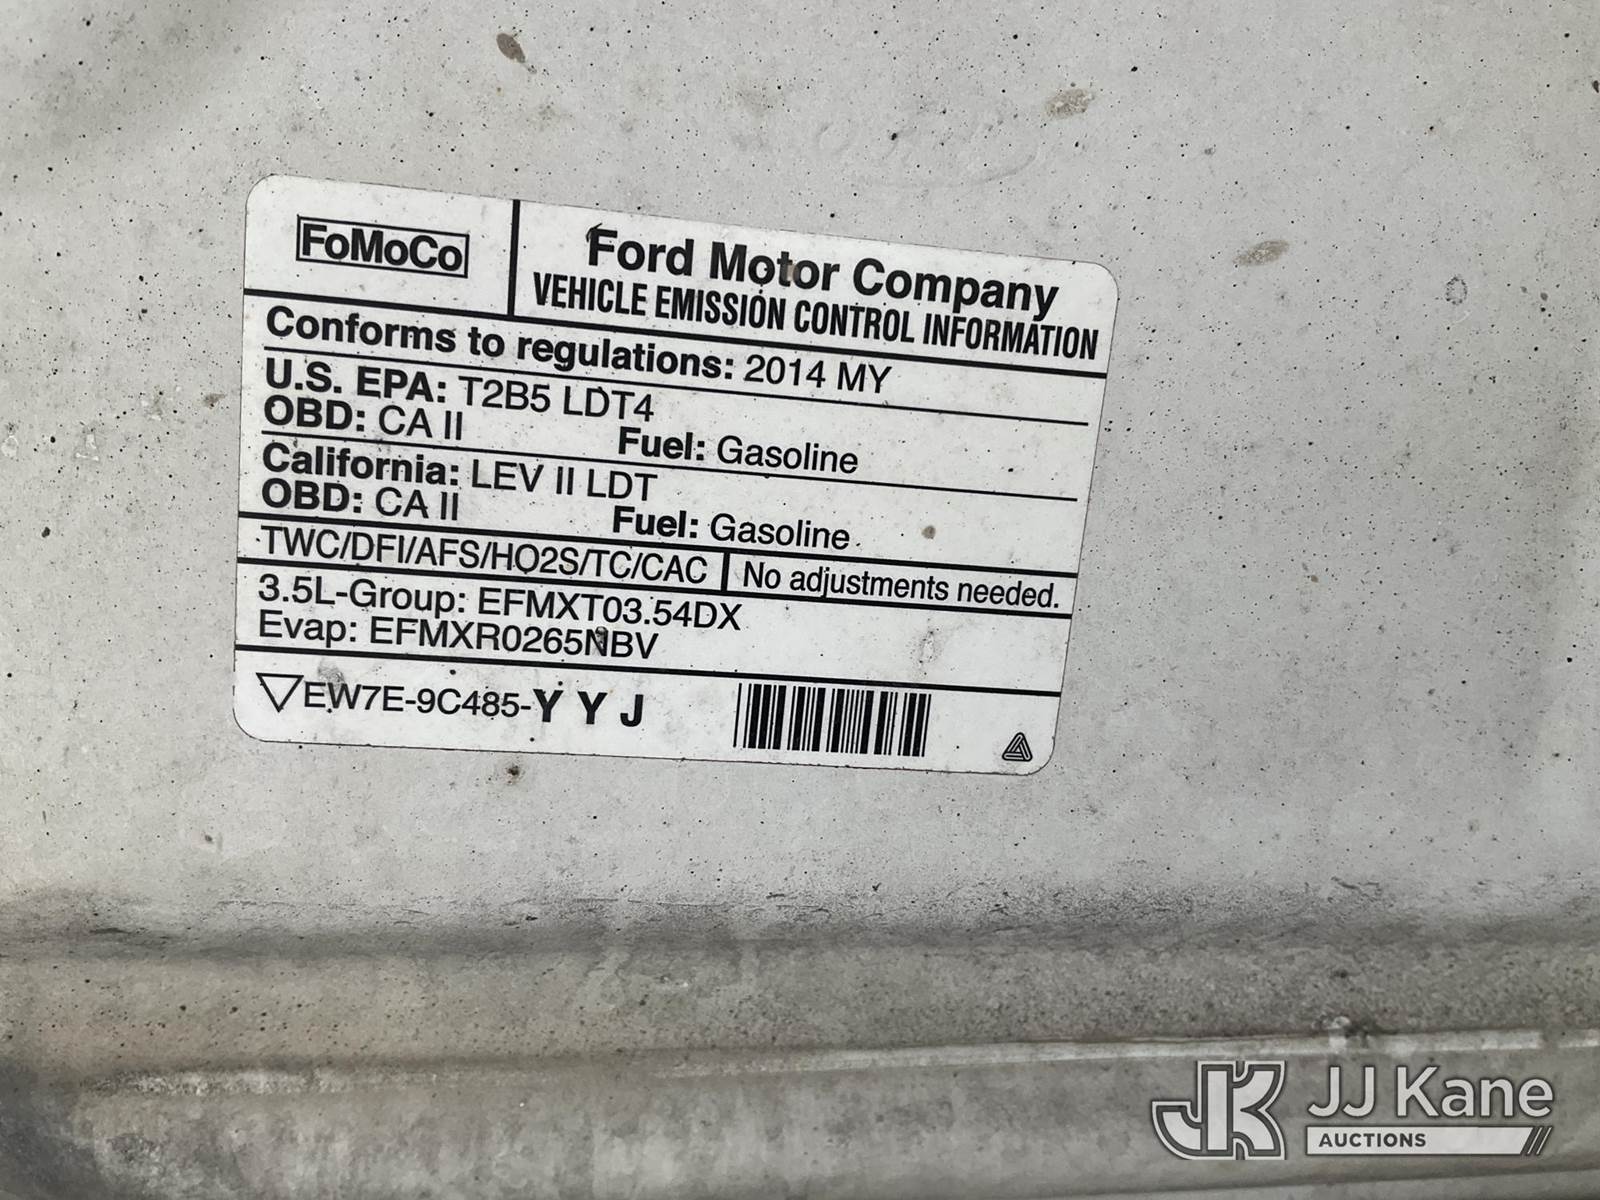 FoMoCo
Ford Motor Company
VEHICLE EMISSION CONTROL INFORMATION
Conforms to regulations: 2014 MY
U.S. EPA: T2B5 LDT4
OBD: CA II Fuel: Gasoline
California: LEV II LDT
OBD: CA II Fuel: Gasoline
TWC/DFI/AFS/HO2S/TC/CAC No adjustments needed.
3.5L-Group: EFMXT03.54DX
Evap: EFMXR0265NBV
EW7E-9C485-Y Y J
JK JJ Kane
AUCTIONS